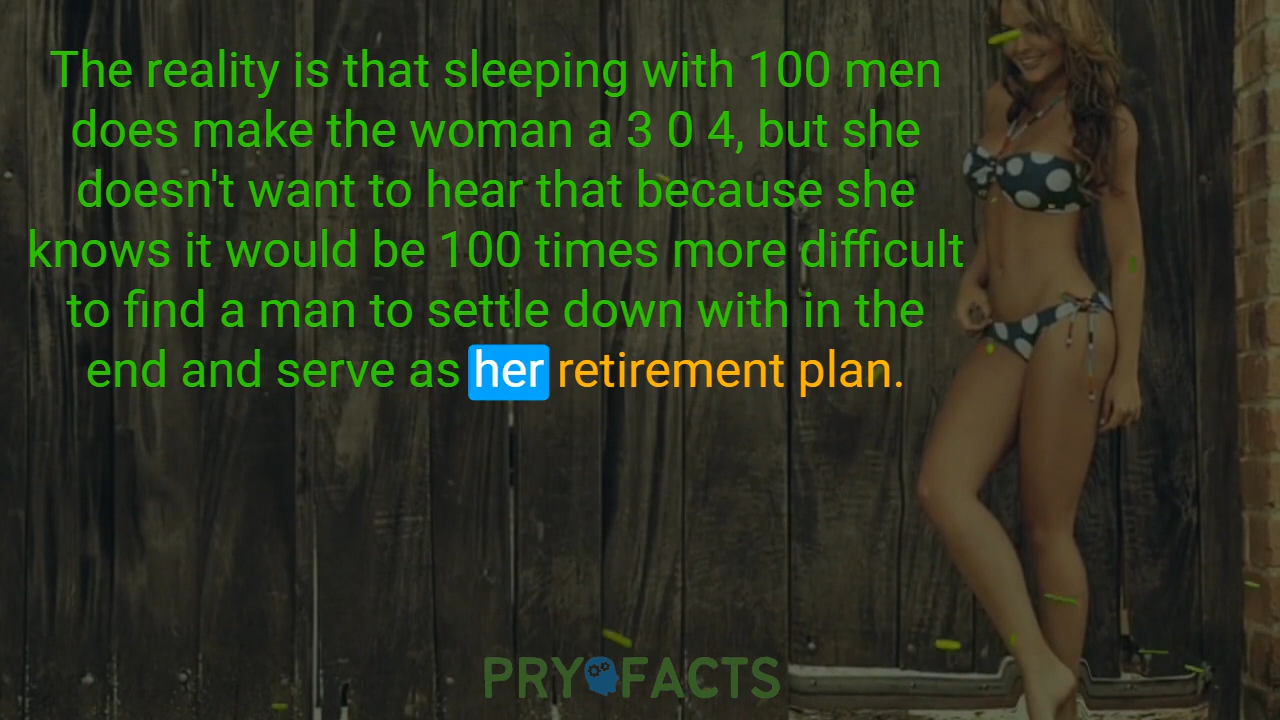 The reality is that sleeping with 100 men
does make the woman a 3 0 4, but she
doesn't want to hear that because she
knows it would be 100 times more difficult
to find a man to settle down with in the
end and serve as her retirement plan.
PRYOFACTS